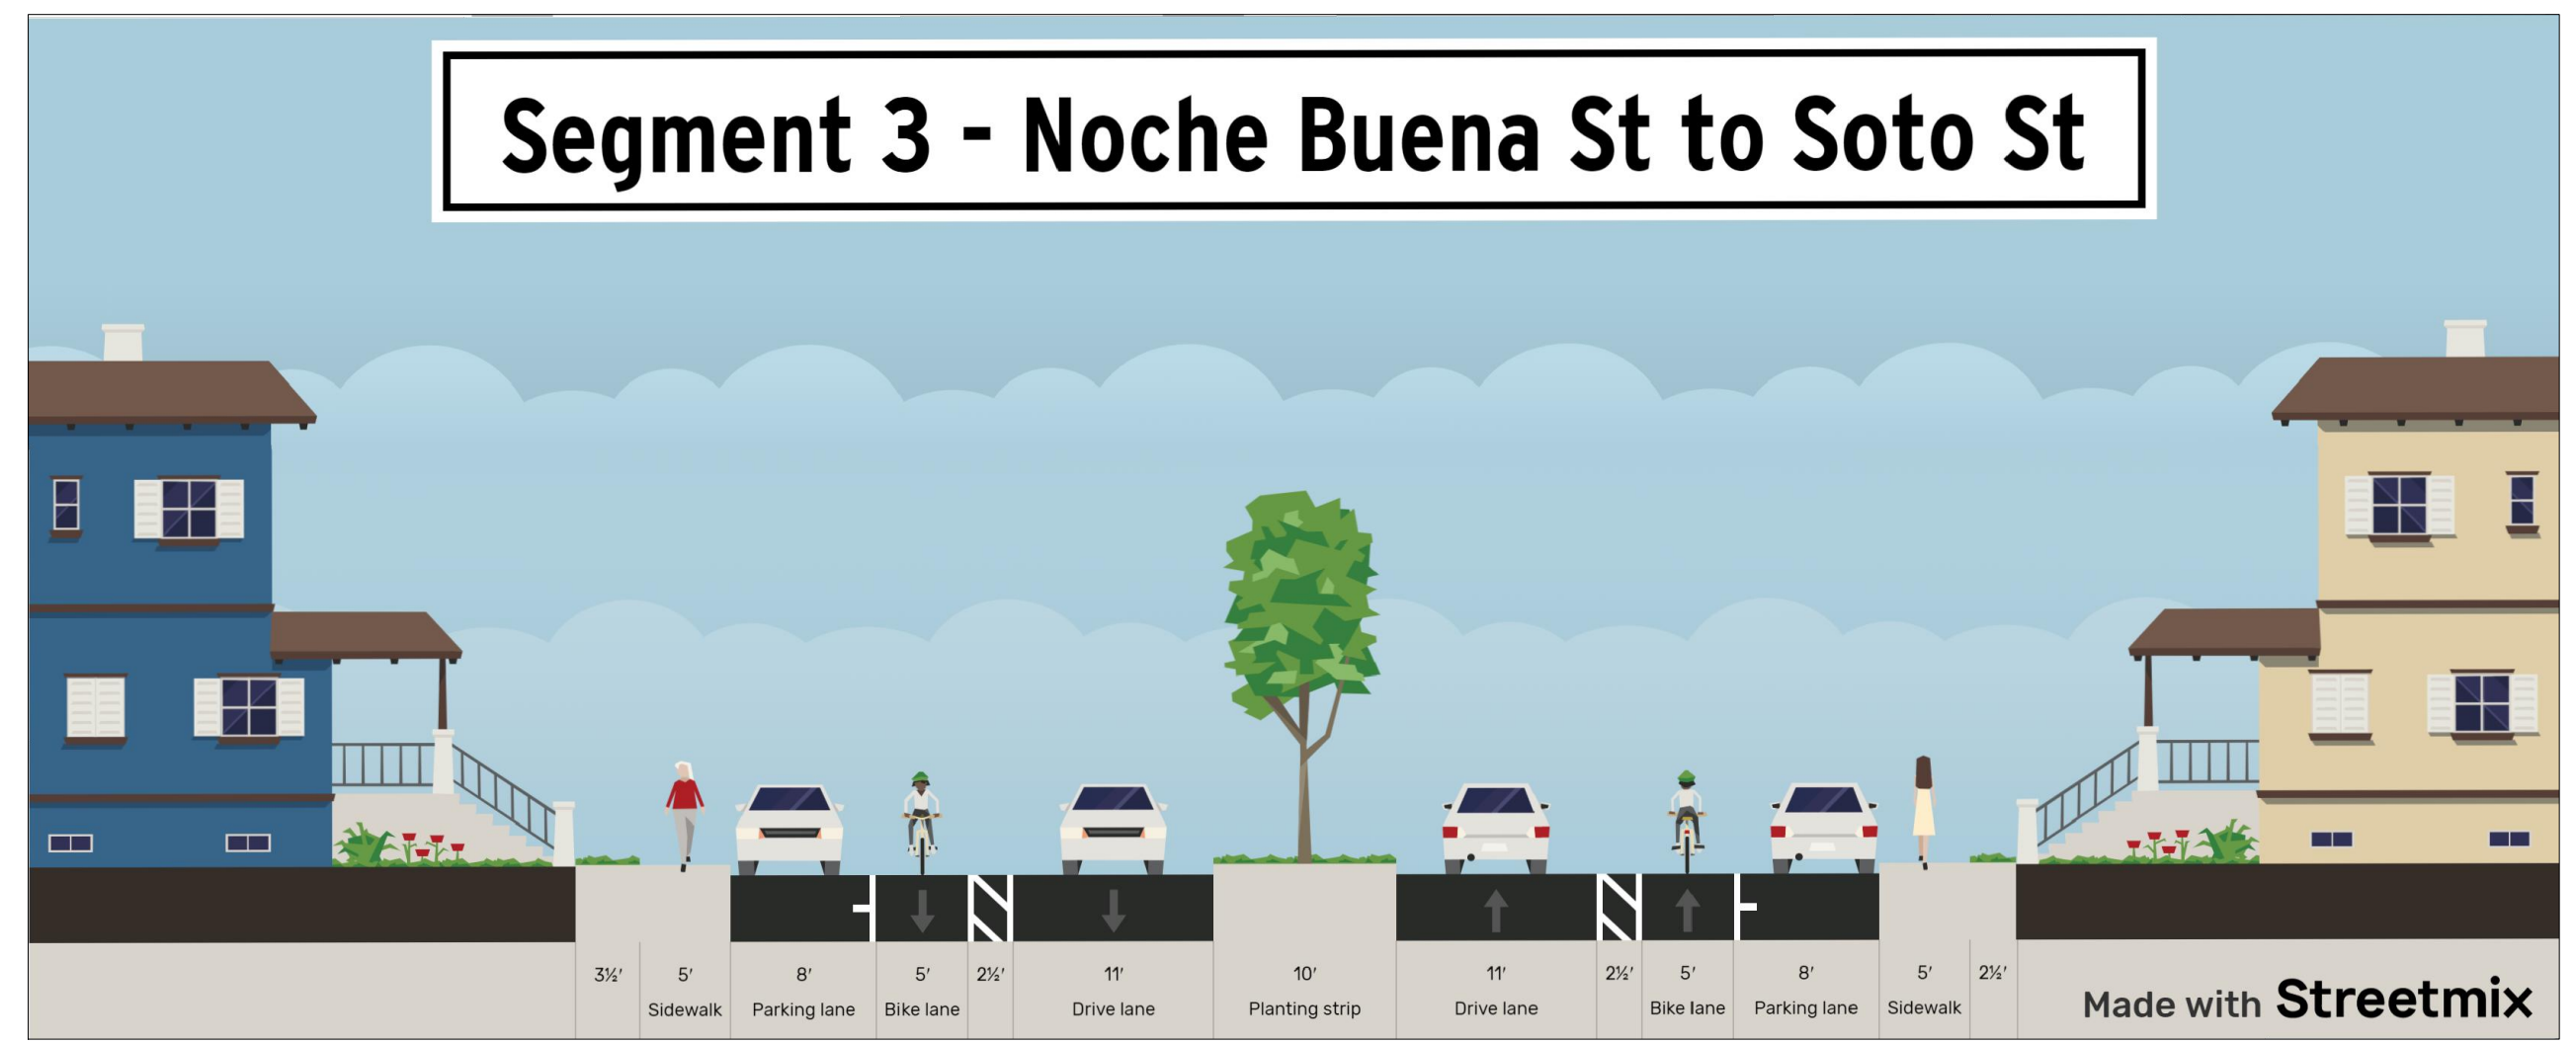 Segment 3 - Noche Buena St to Soto St
3½' 5' 8' 5' 2½' 11' 10' 11' 2½' 5' 8' 5' 2½'
Sidewalk Parking lane Bike lane Drive lane Planting strip Drive lane Bike lane Parking lane Sidewalk
Made with Streetmix